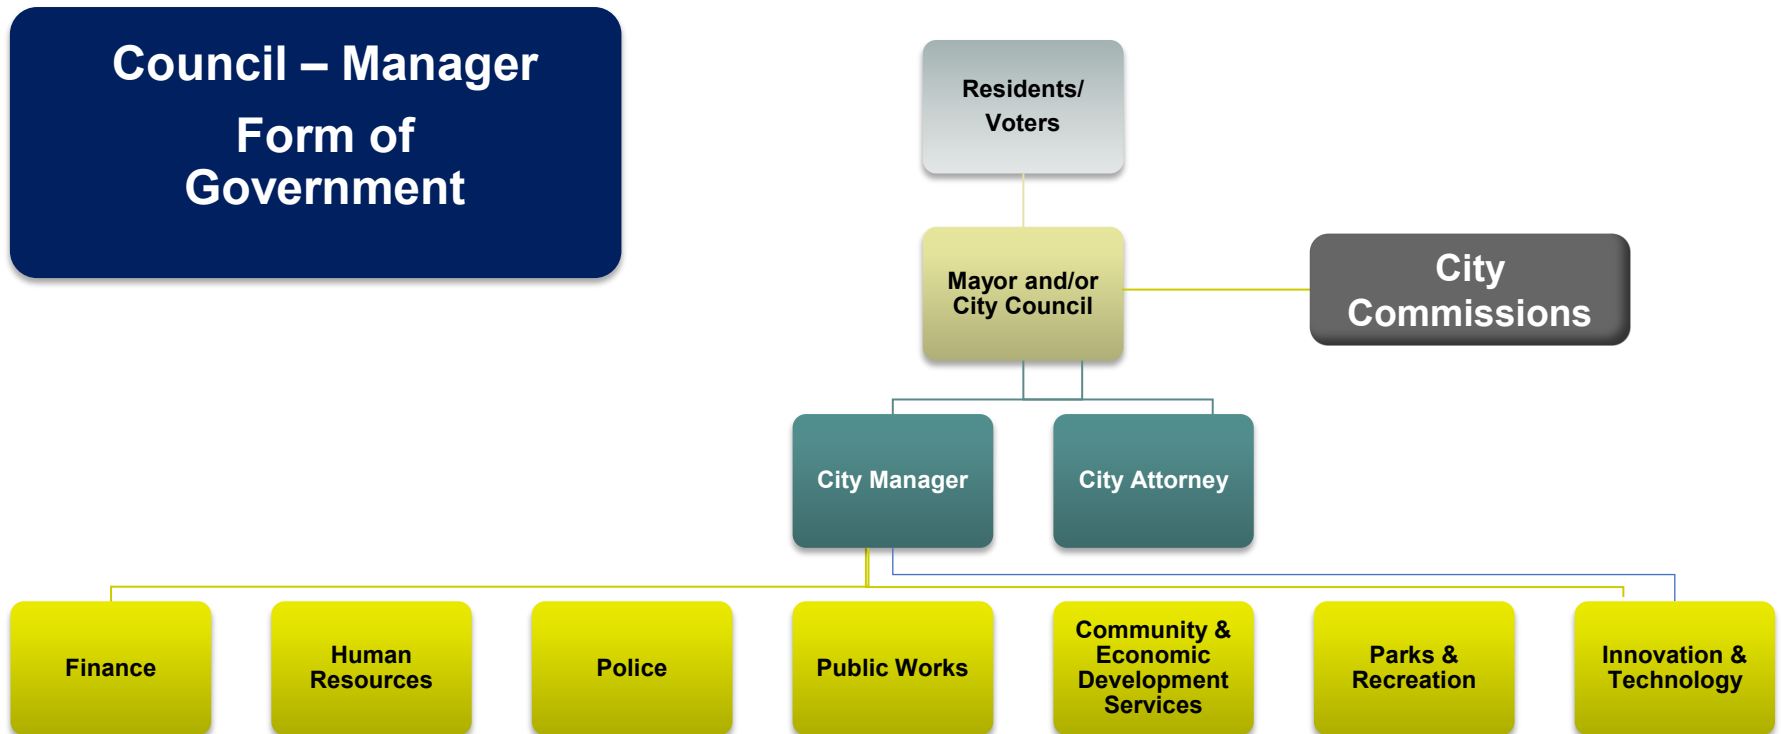 Council – Manager
Form of
Government
Residents/
Voters
Mayor and/or
City Council
City
Commissions
City Manager
City Attorney
Finance
Human
Resources
Police
Public Works
Community &
Economic
Development
Services
Parks &
Recreation
Innovation &
Technology